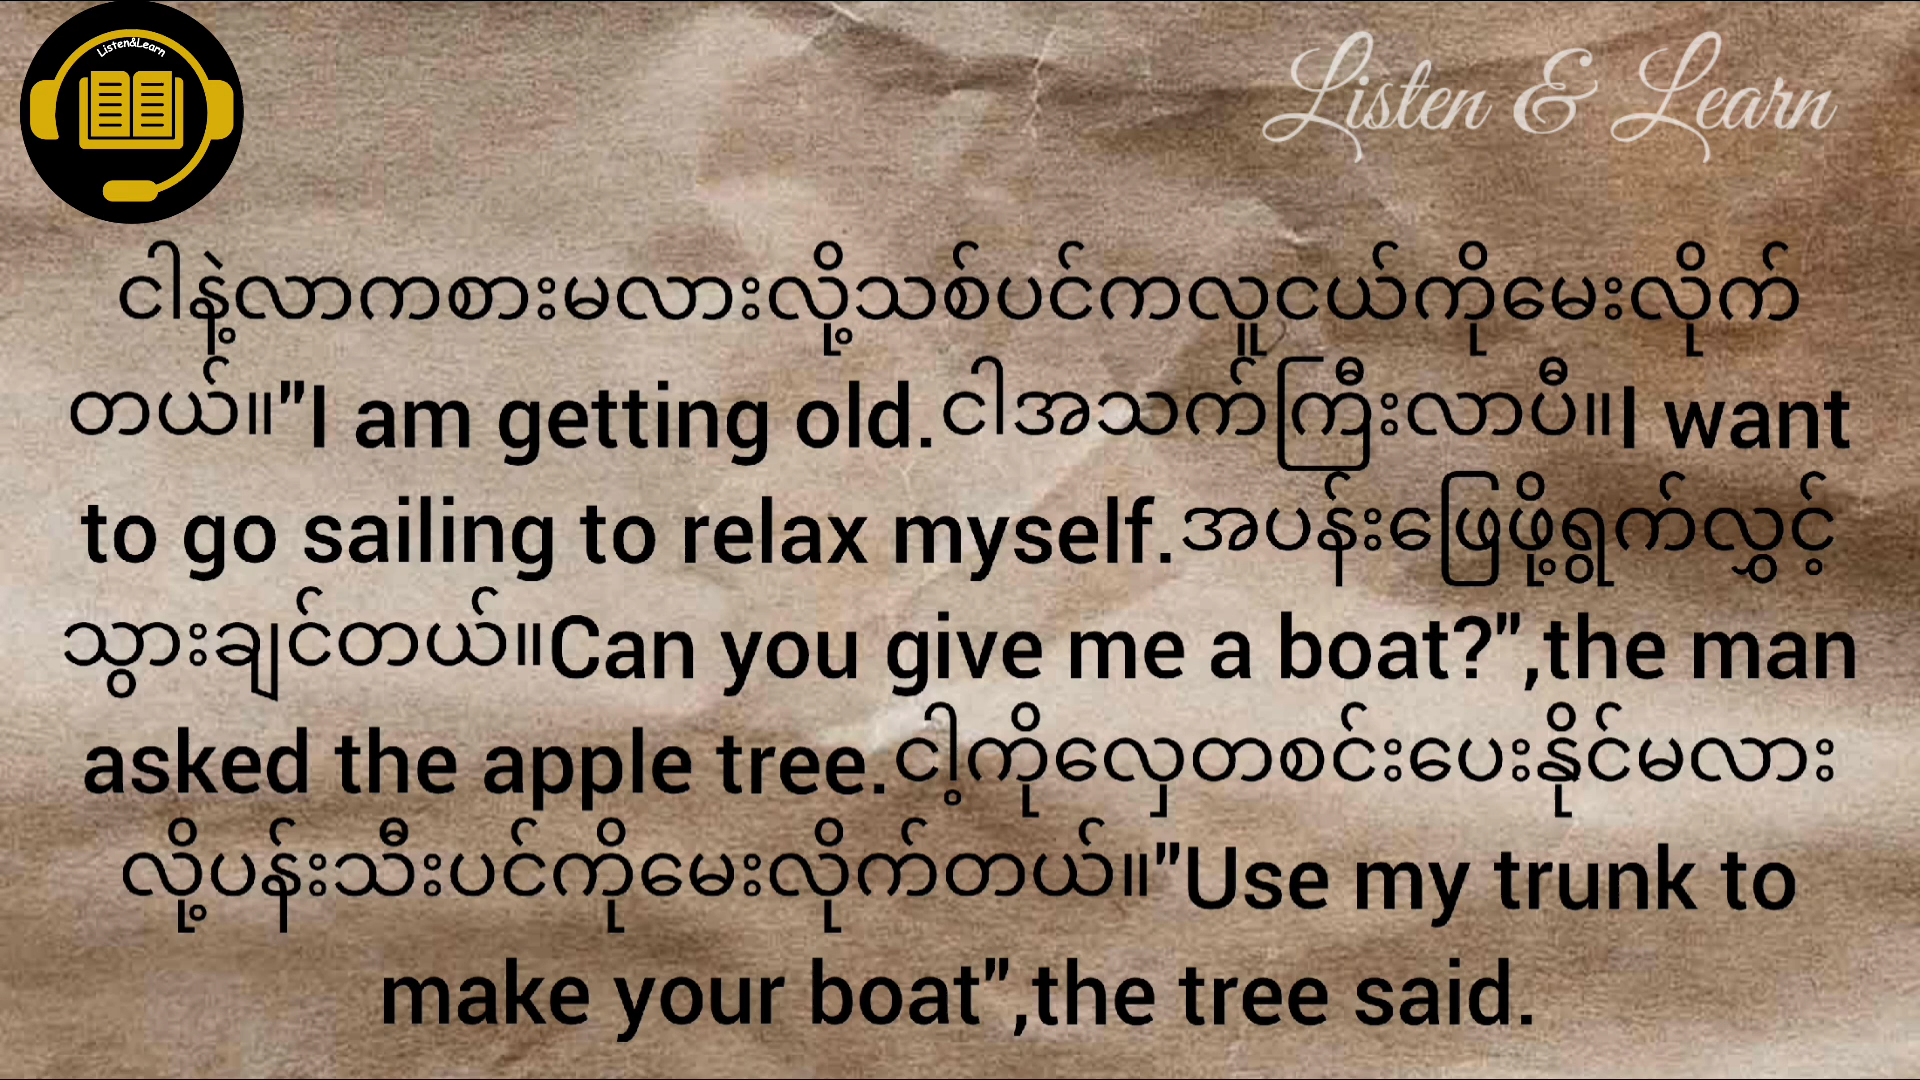 Listen&Learn
Listen & Learn
ငါနဲ့လာကစားမလားလို့သစ်ပင်ကလူငယ်ကိုမေးလိုက်
တယ်။"I am getting old.ငါအသက်ကြီးလာပီ။I want
to go sailing to relax myself.အပန်းဖြေဖို့ရွက်လွှင့်
သွားချင်တယ်။Can you give me a boat?",the man
asked the apple tree.ငါ့ကိုလှေတစင်းပေးနိုင်မလား
လို့ပန်းသီးပင်ကိုမေးလိုက်တယ်။"Use my trunk to
make your boat",the tree said.